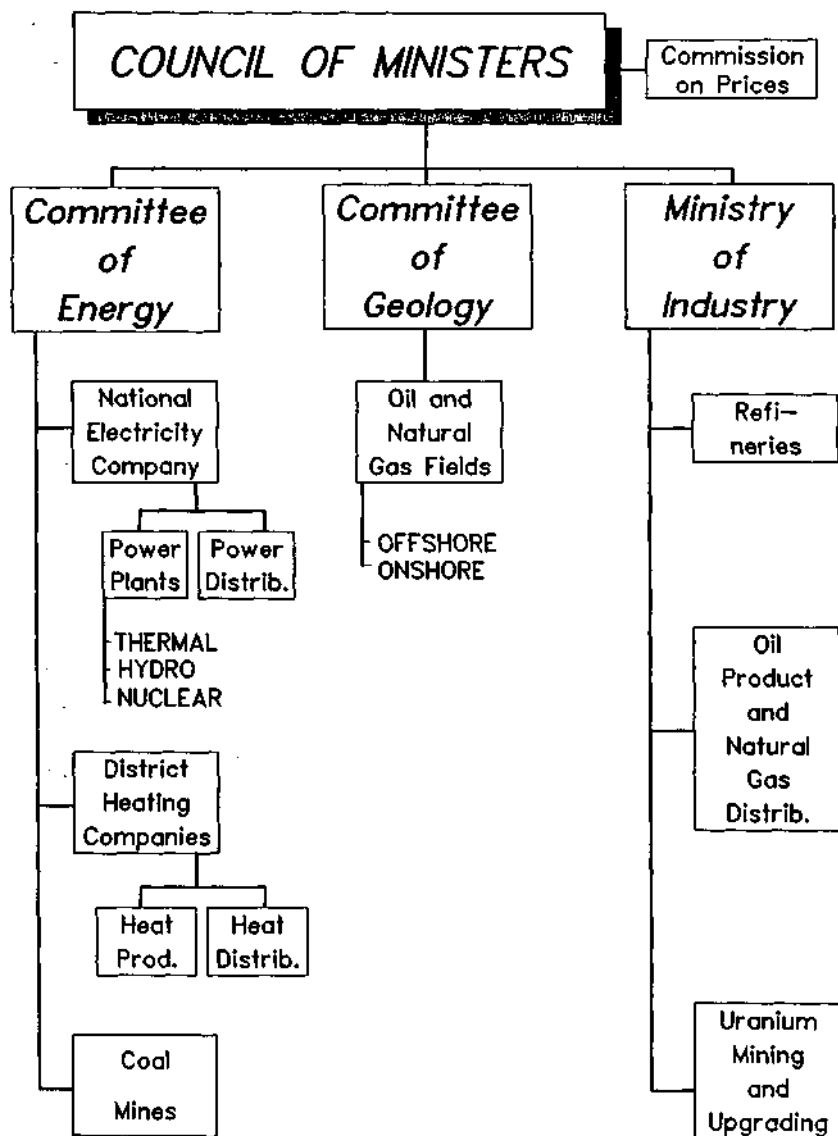 COUNCIL OF MINISTERS
Commission
on Prices
Committee
of
Energy
Committee
of
Geology
Ministry
of
Industry
National
Electricity
Company
Power
Plants
Power
Distrib.
THERMAL
HYDRO
NUCLEAR
District
Heating
Companies
Heat
Prod.
Heat
Distrib.
Coal
Mines
Oil and
Natural
Gas Fields
OFFSHORE
ONSHORE
Refi-
neries
Oil
Product
and
Natural
Gas
Distrib.
Uranium
Mining
and
Upgrading